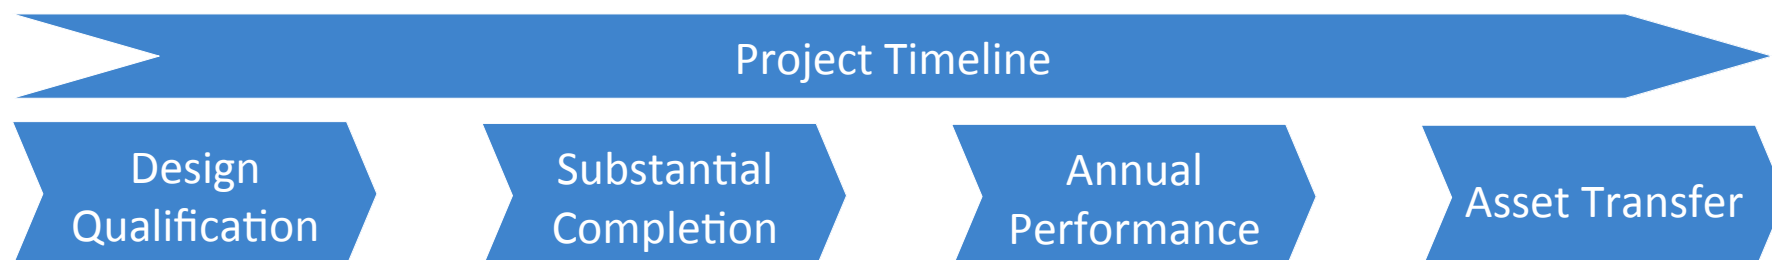 Project Timeline
Design
Qualification
Substantial
Completion
Annual
Performance
Asset Transfer